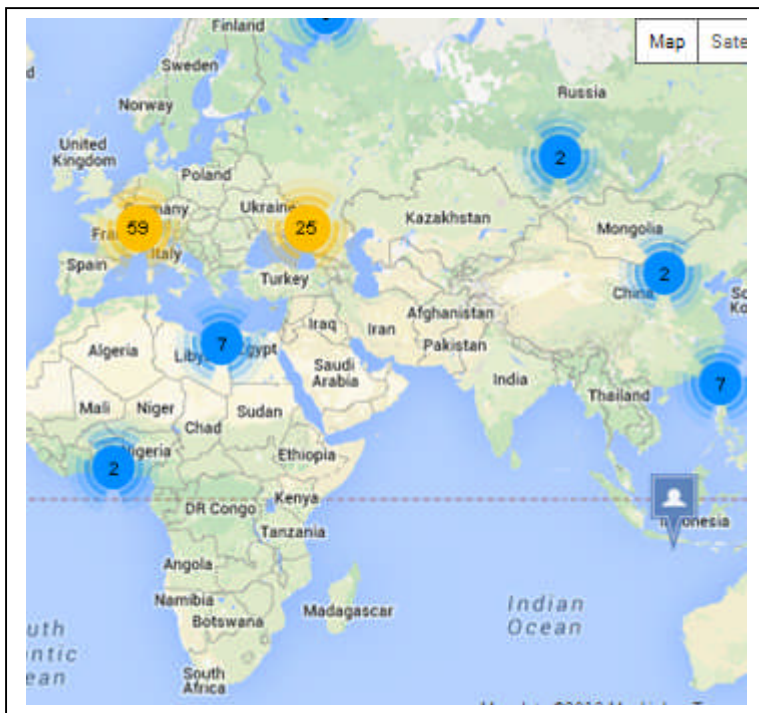 Finland
Map
Sate
Sweden
Russia
Norway
United
Kingdom
2
Poland
Germany
Ukraine
59
25
Kazakhstan
Mongolia
Italy
Spain
2
China
Turkey
Afghanistan
Iraq
Iran
7
Egypt
Algeria
Pakistan
Saudi
Arabia
India
7
Thailand
Mali
Niger
Sudan
Chad
Nigeria
Ethiopia
2
Kenya
DR Congo
Tanzania
Angola
Namibia
Madagascar
Botswana
Indian
Ocean
South
Africa